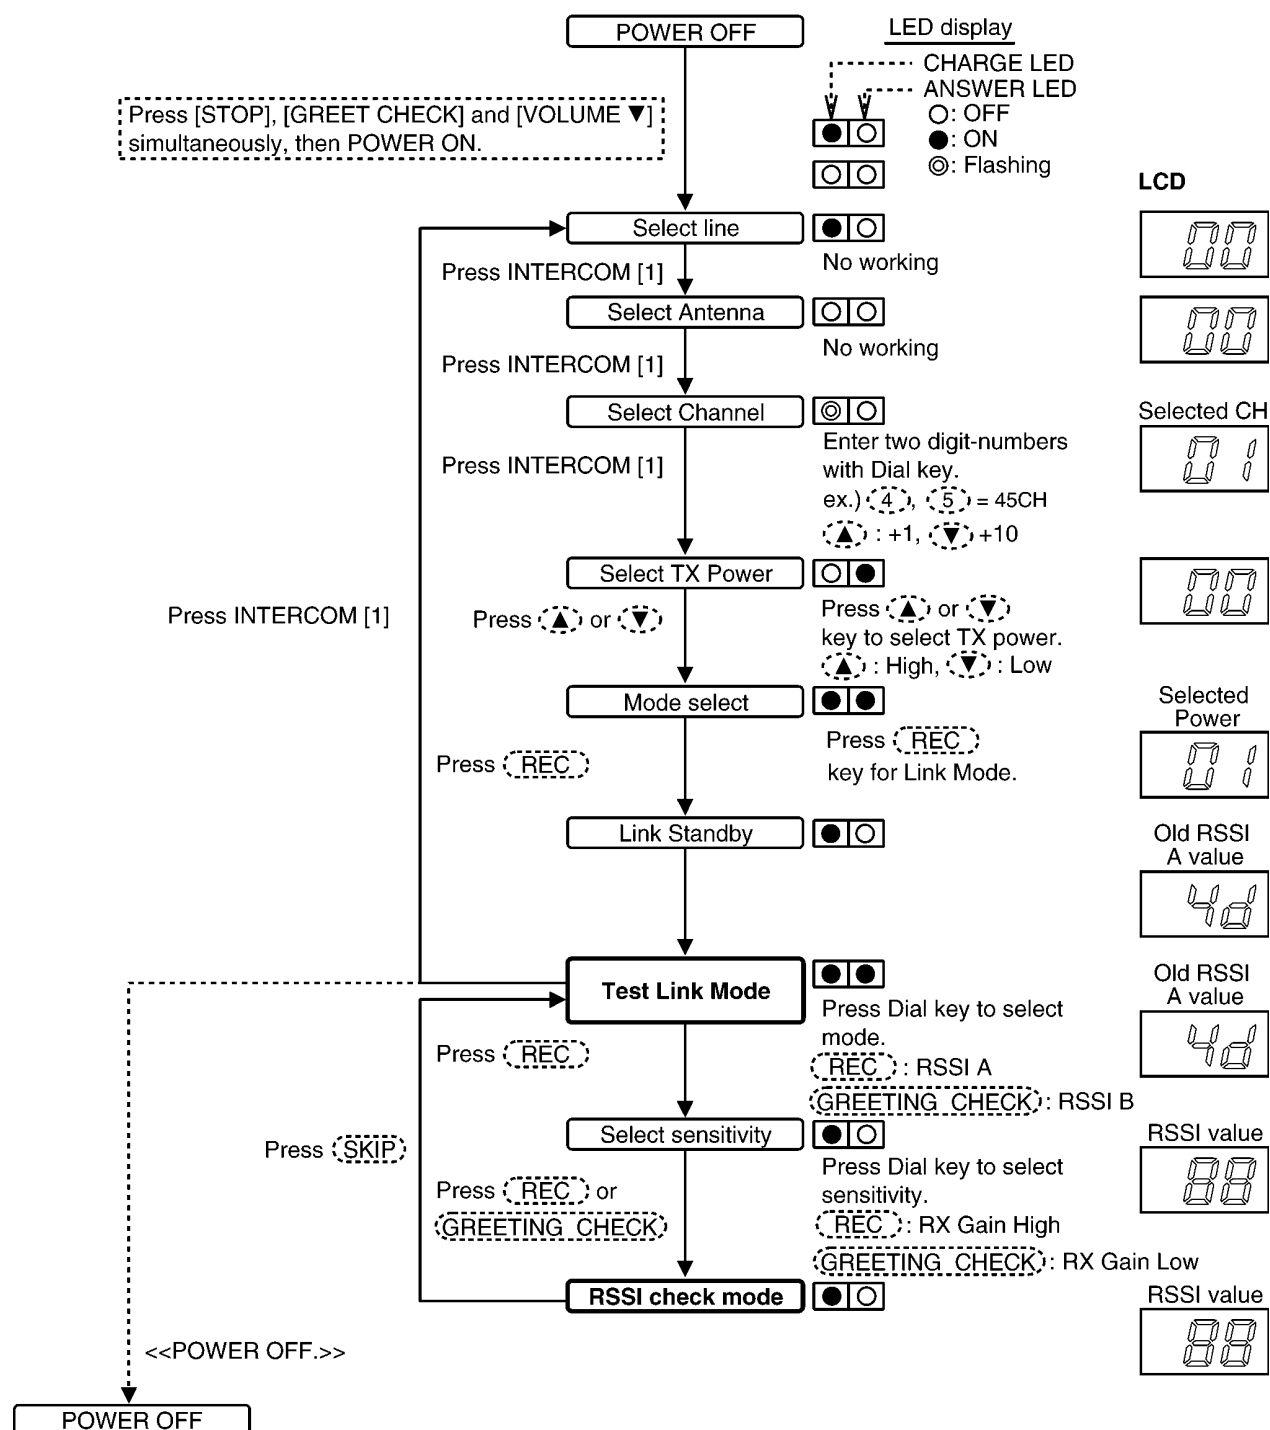 POWER OFF
LED display
CHARGE LED
ANSWER LED
○: OFF
●: ON
◎: Flashing
Press [STOP], [GREET CHECK] and [VOLUME ▼]
simultaneously, then POWER ON.
LCD
Select line
00
Press INTERCOM [1]
No working
Select Antenna
00
Press INTERCOM [1]
No working
Select Channel
Selected CH
01
Press INTERCOM [1]
Enter two digit-numbers
with Dial key.
ex.) 4, 5 = 45CH
▲ : +1, ▼ +10
Select TX Power
00
Press INTERCOM [1]
Press ▲ or ▼
Press ▲ or ▼
key to select TX power.
▲ : High, ▼ : Low
Mode select
Selected
Power
01
Press REC
Press REC
key for Link Mode.
Link Standby
Old RSSI
A value
4d
Test Link Mode
Old RSSI
A value
4d
Press REC
Press Dial key to select
mode.
REC : RSSI A
GREETING CHECK : RSSI B
Select sensitivity
RSSI value
88
Press SKIP
Press REC or
GREETING CHECK
Press Dial key to select
sensitivity.
REC : RX Gain High
GREETING CHECK : RX Gain Low
RSSI check mode
RSSI value
88
<<POWER OFF.>>
POWER OFF